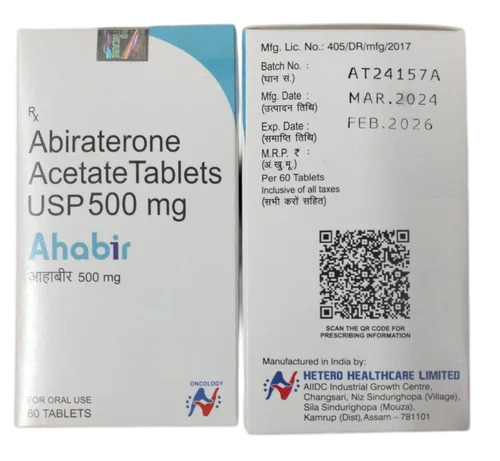 Rx
Abiraterone
Acetate Tablets
USP 500 mg
Ahabir
आहाबीर 500 mg
FOR ORAL USE
60 TABLETS
ONCOLOGY
Mfg. Lic. No.: 405/DR/mfg/2017
Batch No. : AT24157A
(घान सं.)
Mfg. Date : MAR.2024
(उत्पादन तिथि)
Exp. Date : FEB.2026
(समाप्ति तिथि)
M.R.P. ₹ :
(अ.खु.मू.)
Per 60 Tablets
Inclusive of all taxes
(सभी करों सहित)
SCAN THE QR CODE FOR
PRESCRIBING INFORMATION
Manufactured in India by:
HETERO HEALTHCARE LIMITED
AIIDC Industrial Growth Centre,
Changsari, Niz Sindurighopa (Village),
Sila Sindurighopa (Mouza),
Kamrup (Dist), Assam - 781101